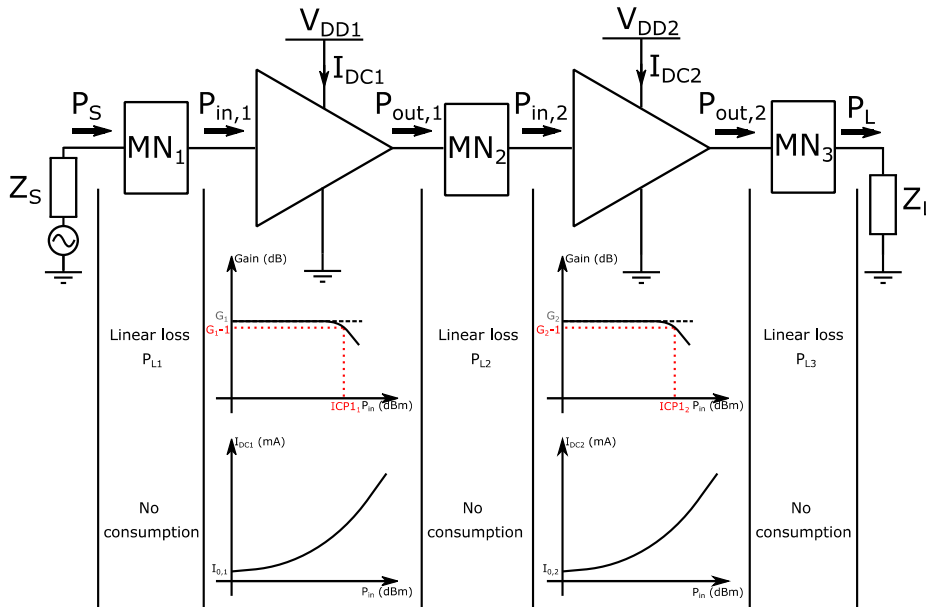 V_DD1
V_DD2
I_DC1
I_DC2
P_S
P_in,1
P_out,1
P_in,2
P_out,2
P_L
MN_1
MN_2
MN_3
Z_S
Z_L
Gain (dB)
Gain (dB)
G_1
G_1-1
G_2
G_2-1
Linear loss
P_L1
Linear loss
P_L2
Linear loss
P_L3
ICP1_1 P_in (dBm)
ICP1_2 P_in (dBm)
I_DC1 (mA)
I_DC2 (mA)
No
consumption
No
consumption
No
consumption
I_0,1
I_0,2
P_in (dBm)
P_in (dBm)